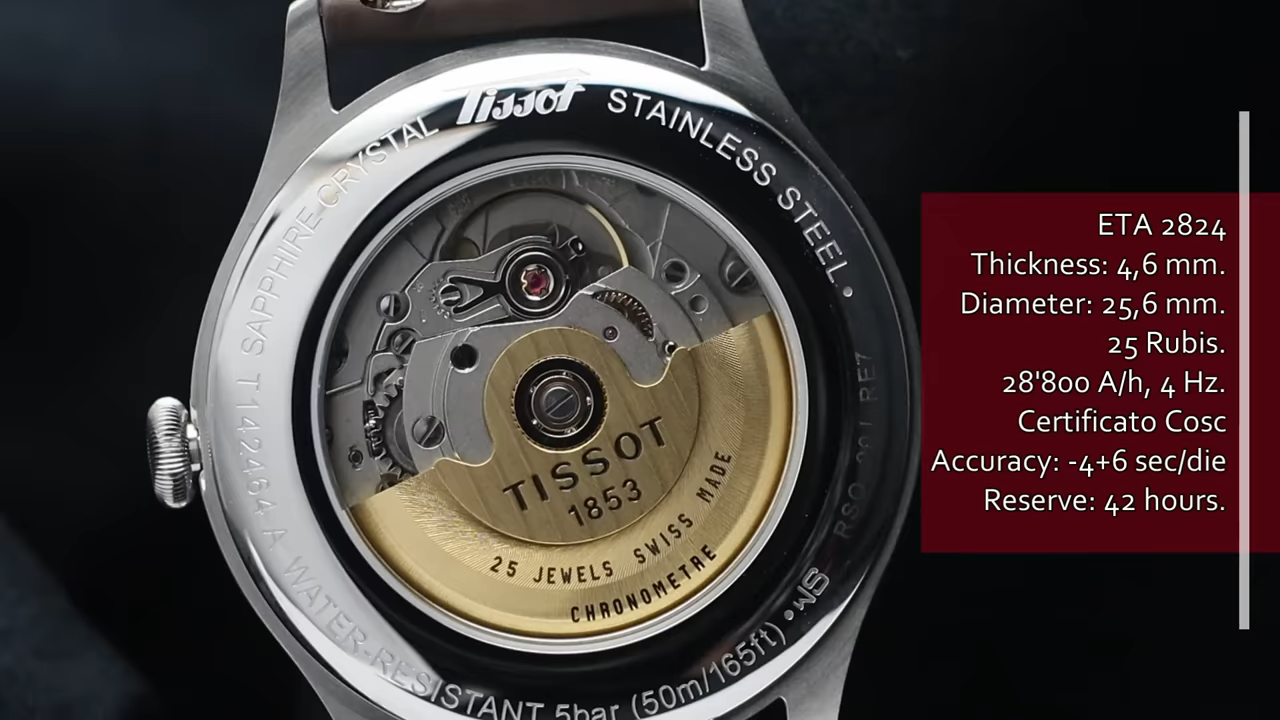 Tissot STAINLESS STEEL •
SAPPHIRE CRYSTAL
T142464 A WATER-RESISTANT 5bar (50m/165ft) •
TISSOT
1853
25 JEWELS SWISS MADE
CHRONOMETRE
ETA 2824
Thickness: 4,6 mm.
Diameter: 25,6 mm.
25 Rubis.
28'800 A/h, 4 Hz.
Certificato Cosc
Accuracy: -4+6 sec/die
Reserve: 42 hours.